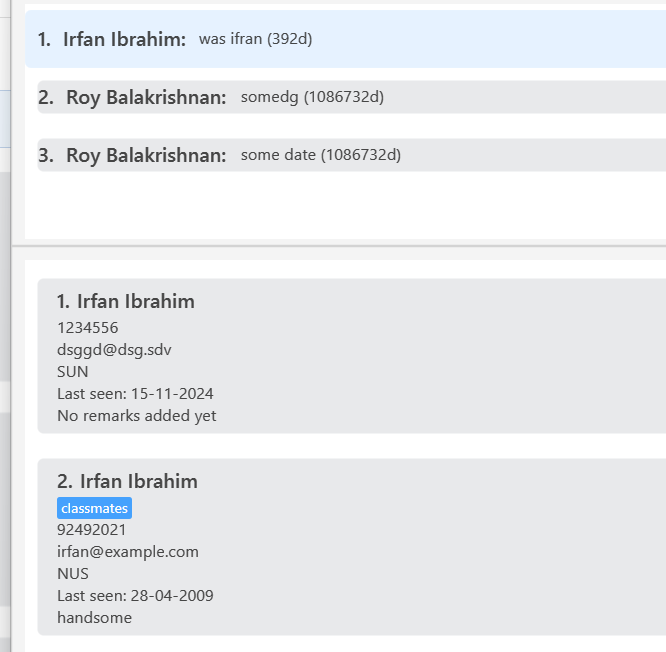 1. Irfan Ibrahim: was ifran (392d)
2. Roy Balakrishnan: somedg (1086732d)
3. Roy Balakrishnan: some date (1086732d)
1. Irfan Ibrahim
1234556
dsggd@dsg.sdv
SUN
Last seen: 15-11-2024
No remarks added yet
2. Irfan Ibrahim
classmates
92492021
irfan@example.com
NUS
Last seen: 28-04-2009
handsome